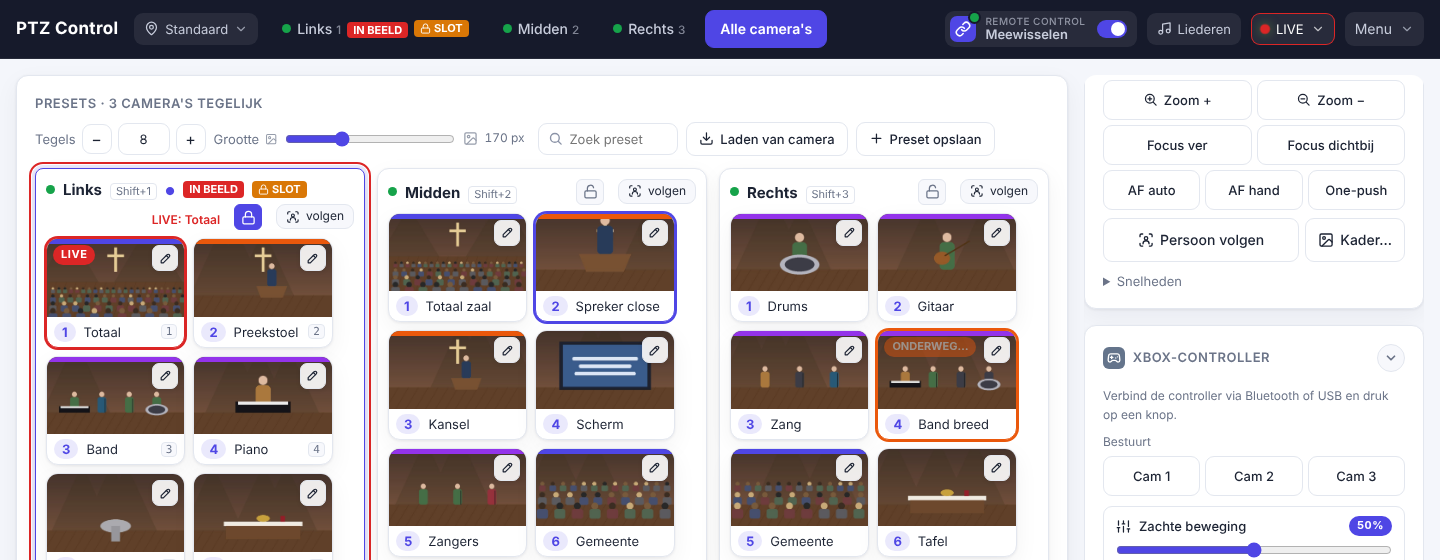 PTZ Control
Standaard
Links 1 IN BEELD SLOT
Midden 2
Rechts 3
Alle camera's
REMOTE CONTROL
Meewisselen
Liederen
LIVE
Menu
PRESETS · 3 CAMERA'S TEGELIJK
Tegels − 8 + Grootte 170 px
Zoek preset
Laden van camera
Preset opslaan
Links Shift+1 IN BEELD SLOT
LIVE: Totaal volgen
LIVE
1 Totaal 1
2 Preekstoel 2
3 Band 3
4 Piano 4
Midden Shift+2 volgen
1 Totaal zaal
2 Spreker close
3 Kansel
4 Scherm
5 Zangers
6 Gemeente
Rechts Shift+3 volgen
1 Drums
2 Gitaar
3 Zang
ONDERWEG...
4 Band breed
5 Gemeente
6 Tafel
Zoom +
Zoom −
Focus ver
Focus dichtbij
AF auto
AF hand
One-push
Persoon volgen
Kader...
Snelheden
XBOX-CONTROLLER
Verbind de controller via Bluetooth of USB en druk
op een knop.
Bestuurt
Cam 1
Cam 2
Cam 3
Zachte beweging 50%